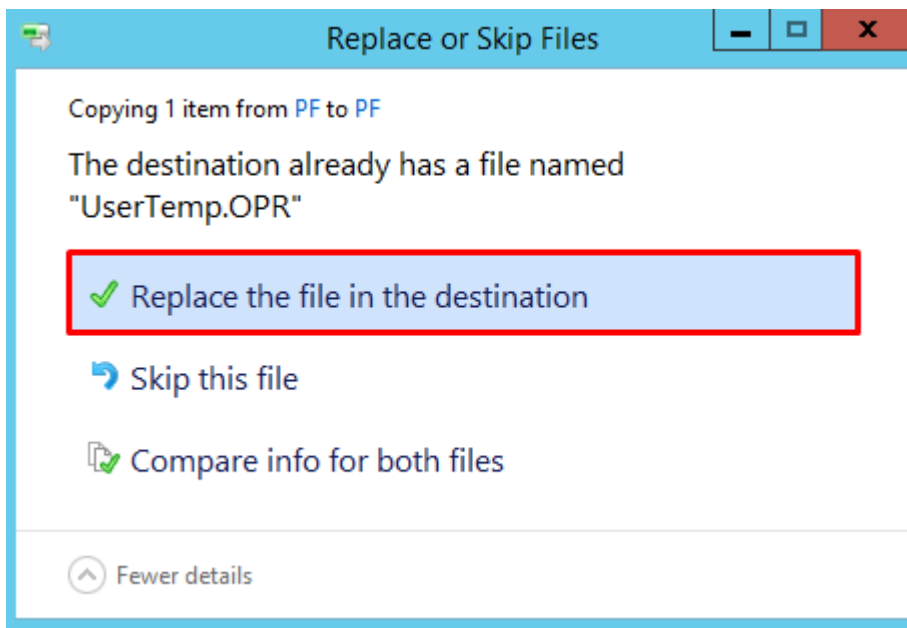 Replace or Skip Files
Copying 1 item from PF to PF
The destination already has a file named
"UserTemp.OPR"
Replace the file in the destination
Skip this file
Compare info for both files
Fewer details